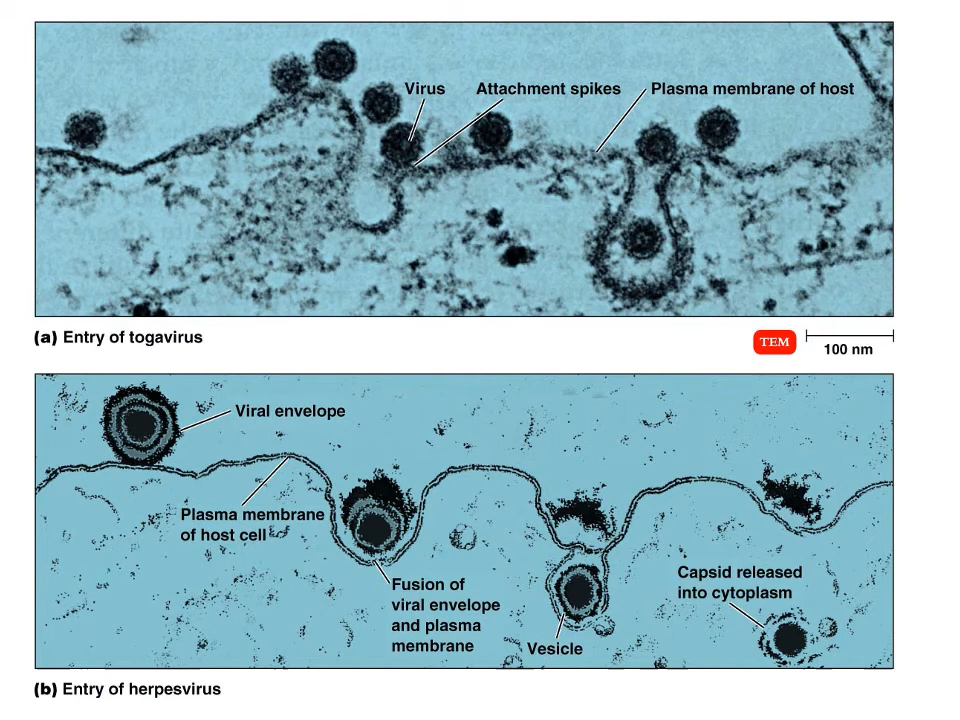 Virus
Attachment spikes
Plasma membrane of host
(a) Entry of togavirus
TEM
100 nm
Viral envelope
Plasma membrane
of host cell
Fusion of
viral envelope
and plasma
membrane
Vesicle
Capsid released
into cytoplasm
(b) Entry of herpesvirus